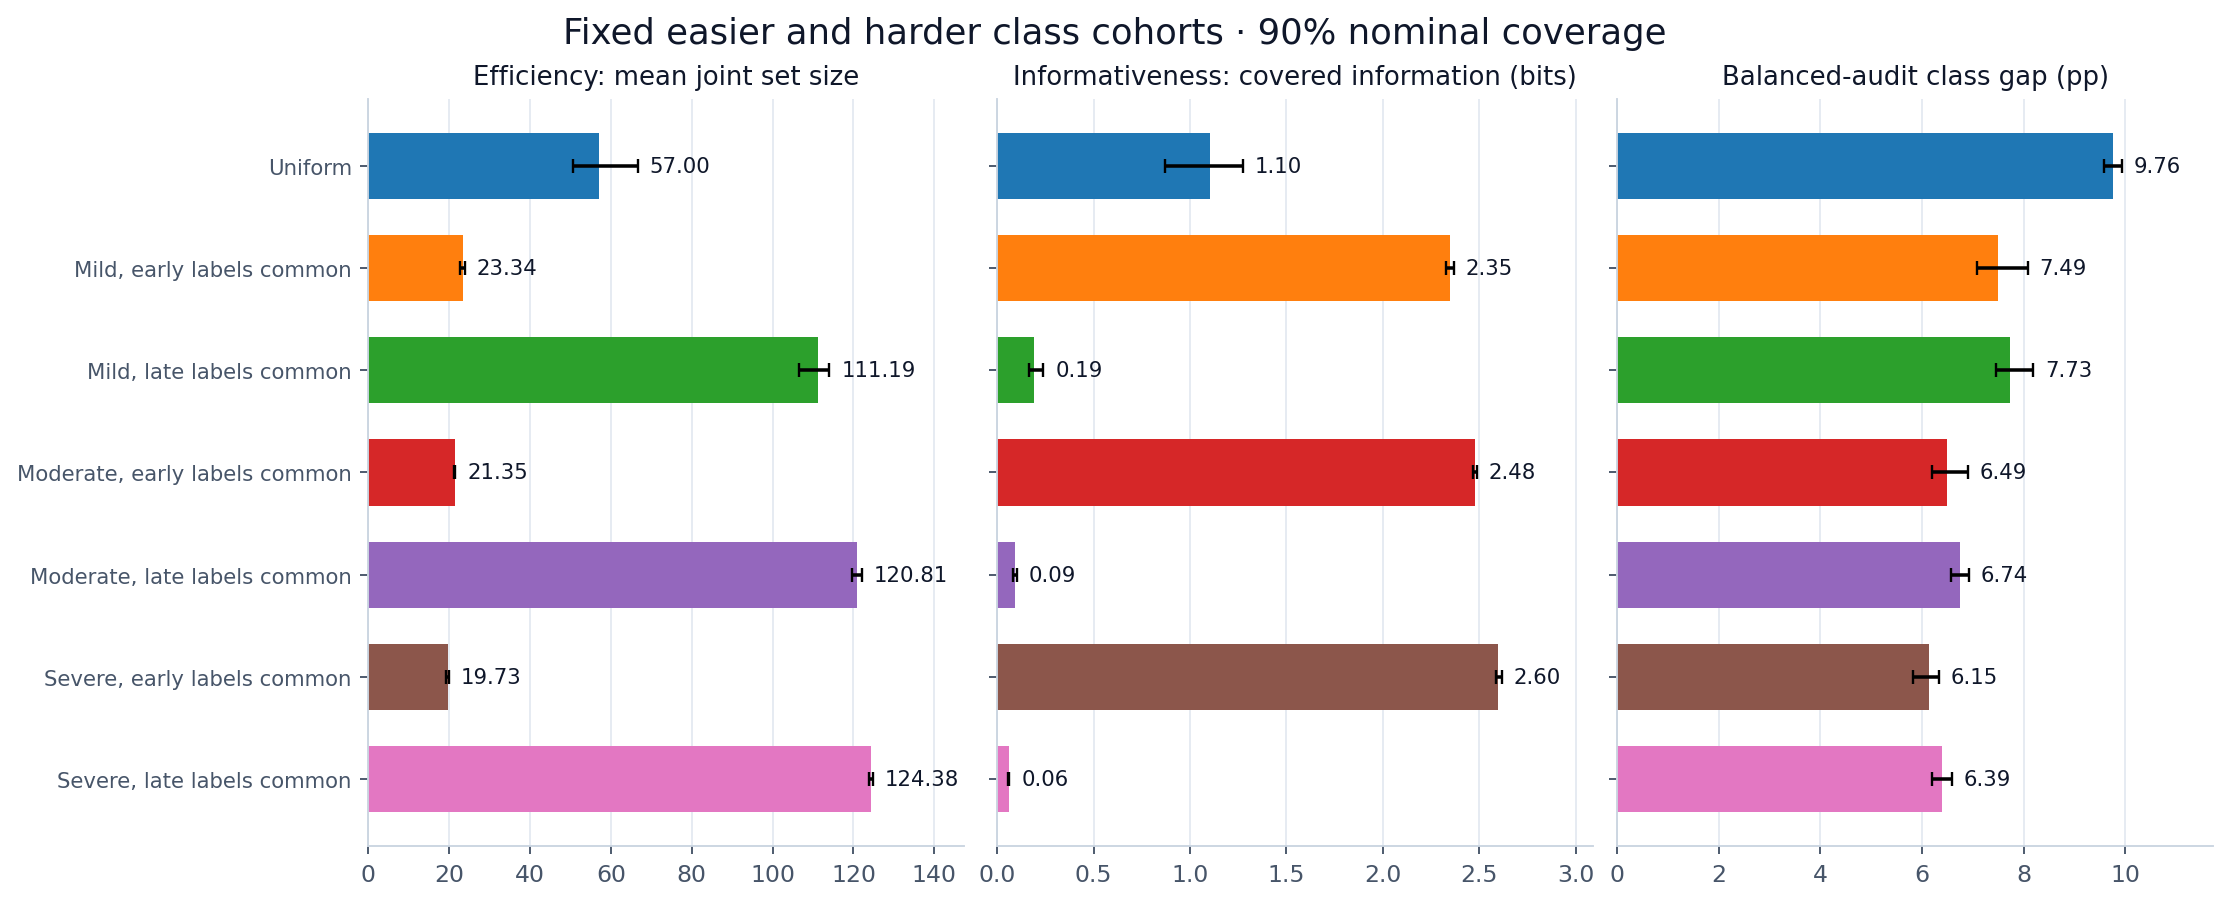 Fixed easier and harder class cohorts · 90% nominal coverage
Efficiency: mean joint set size
Informativeness: covered information (bits)
Balanced-audit class gap (pp)
Uniform
57.00
1.10
9.76
Mild, early labels common
23.34
2.35
7.49
Mild, late labels common
111.19
0.19
7.73
Moderate, early labels common
21.35
2.48
6.49
Moderate, late labels common
120.81
0.09
6.74
Severe, early labels common
19.73
2.60
6.15
Severe, late labels common
124.38
0.06
6.39
0 20 40 60 80 100 120 140
0.0 0.5 1.0 1.5 2.0 2.5 3.0
0 2 4 6 8 10